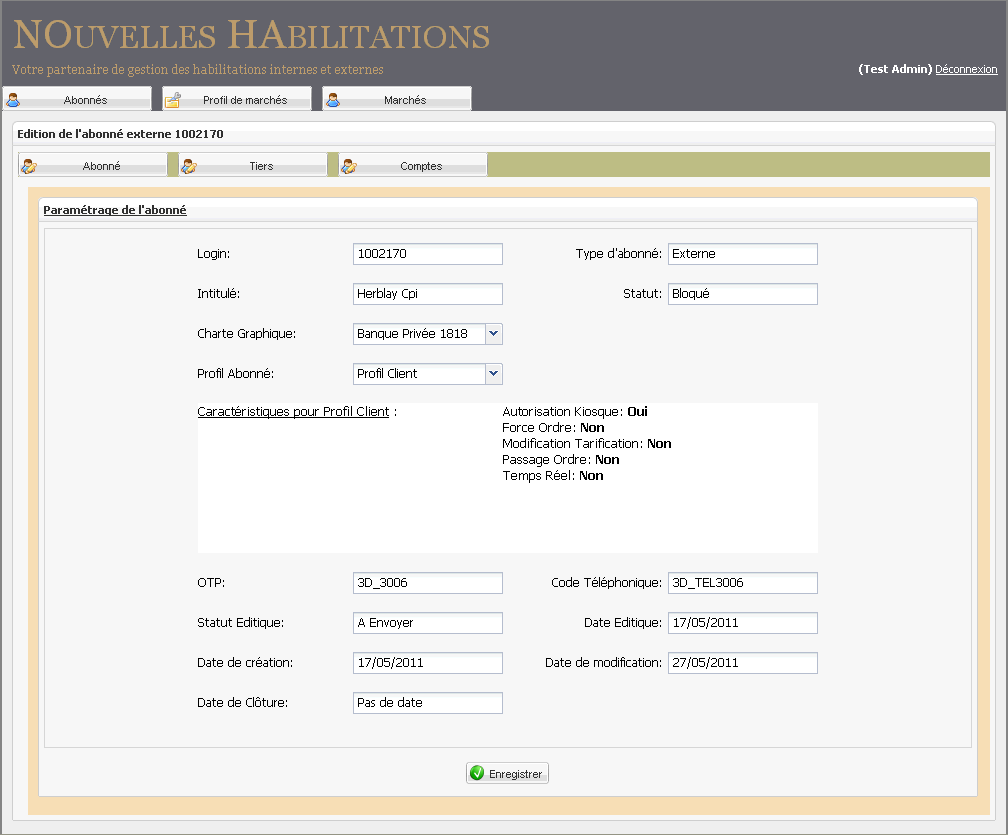 NOUVELLES HABILITATIONS
Votre partenaire de gestion des habilitations internes et externes
(Test Admin) Déconnexion
Abonnés Profil de marchés Marchés
Edition de l'abonné externe 1002170
Abonné Tiers Comptes
Paramétrage de l'abonné
Login: 1002170 Type d'abonné: Externe
Intitulé: Herblay Cpi Statut: Bloqué
Charte Graphique: Banque Privée 1818
Profil Abonné: Profil Client
Caractéristiques pour Profil Client : Autorisation Kiosque: Oui
Force Ordre: Non
Modification Tarification: Non
Passage Ordre: Non
Temps Réel: Non
OTP: 3D_3006 Code Téléphonique: 3D_TEL3006
Statut Editique: A Envoyer Date Editique: 17/05/2011
Date de création: 17/05/2011 Date de modification: 27/05/2011
Date de Clôture: Pas de date
Enregistrer